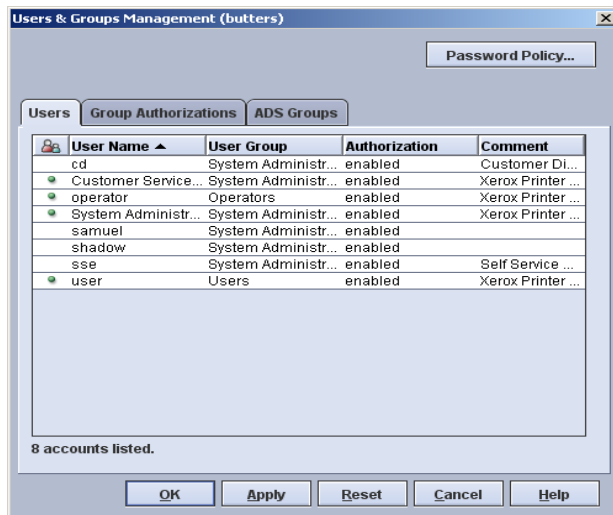 Users & Groups Management (butters)
Password Policy...
Users Group Authorizations ADS Groups
User Name User Group Authorization Comment
cd System Administr... enabled Customer Di...
Customer Service... System Administr... enabled Xerox Printer ...
operator Operators enabled Xerox Printer ...
System Administr... System Administr... enabled Xerox Printer ...
samuel System Administr... enabled
shadow System Administr... enabled
sse System Administr... enabled Self Service ...
user Users enabled Xerox Printer ...
8 accounts listed.
OK Apply Reset Cancel Help